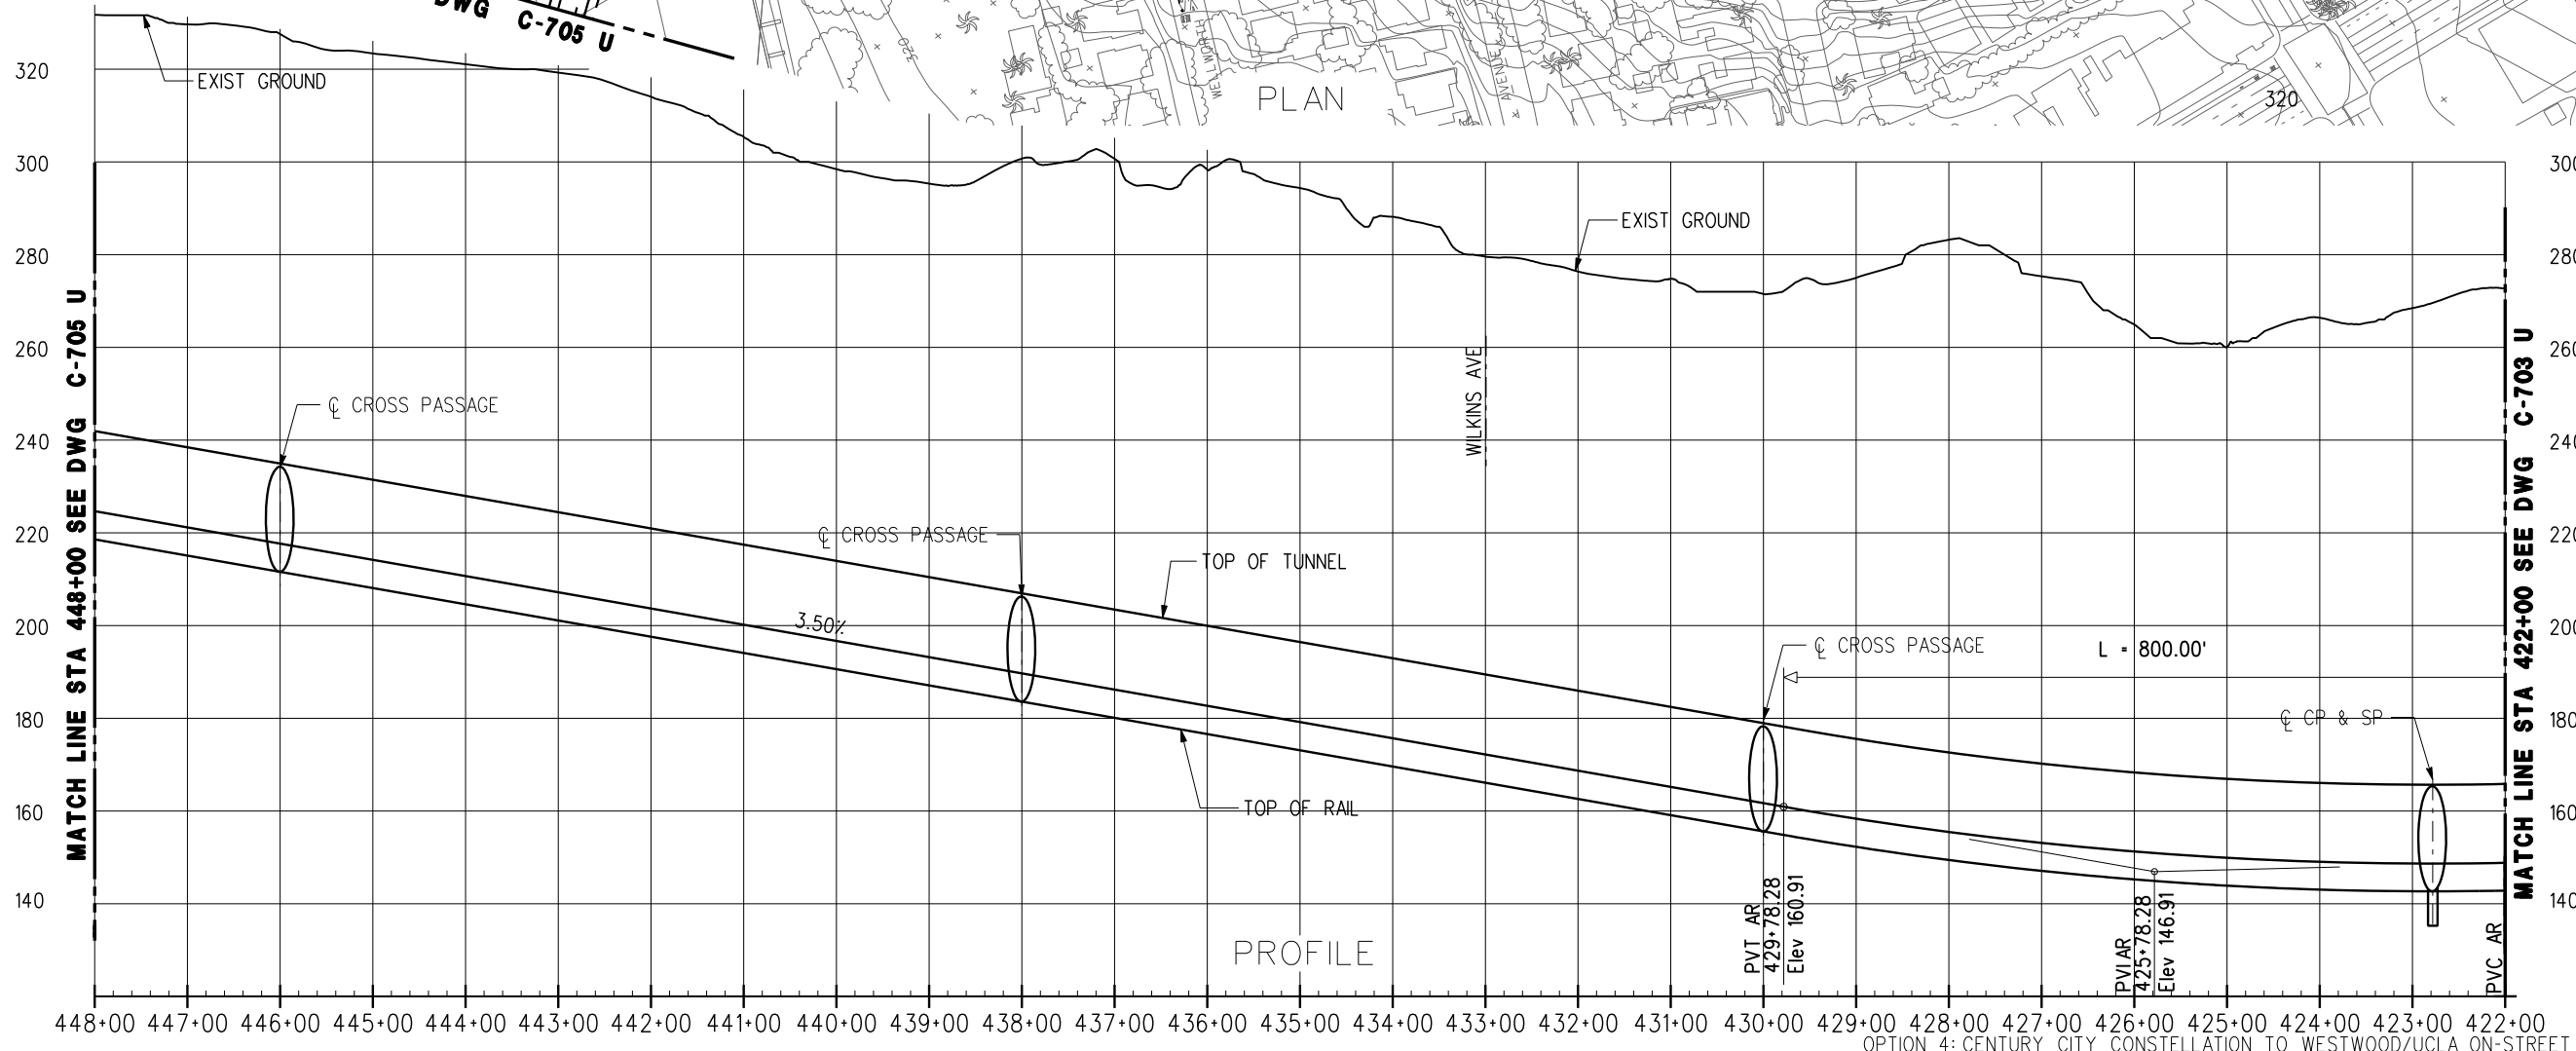 DWG C-705 U
PLAN
320
320
EXIST GROUND
320
300
280
260
240
220
200
180
160
140
MATCH LINE STA 448+00 SEE DWG C-705 U
EXIST GROUND
WILKINS AVE
℄ CROSS PASSAGE
℄ CROSS PASSAGE
TOP OF TUNNEL
3.50%
℄ CROSS PASSAGE
L = 800.00'
℄ CP & SP
TOP OF RAIL
PVT AR
429+78.28
Elev 160.91
PVI AR
425+78.28
Elev 146.91
PVC AR
MATCH LINE STA 422+00 SEE DWG C-703 U
PROFILE
448+00 447+00 446+00 445+00 444+00 443+00 442+00 441+00 440+00 439+00 438+00 437+00 436+00 435+00 434+00 433+00 432+00 431+00 430+00 429+00 428+00 427+00 426+00 425+00 424+00 423+00 422+00
OPTION 4: CENTURY CITY CONSTELLATION TO WESTWOOD/UCLA ON-STREET